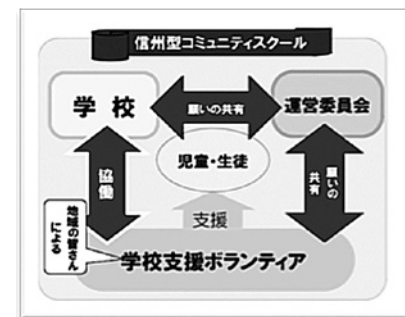 信州型コミュニティスクール
学校
願いの共有
運営委員会
児童・生徒
協働
願いの
共有
支援
地域の皆さん
による
学校支援ボランティア